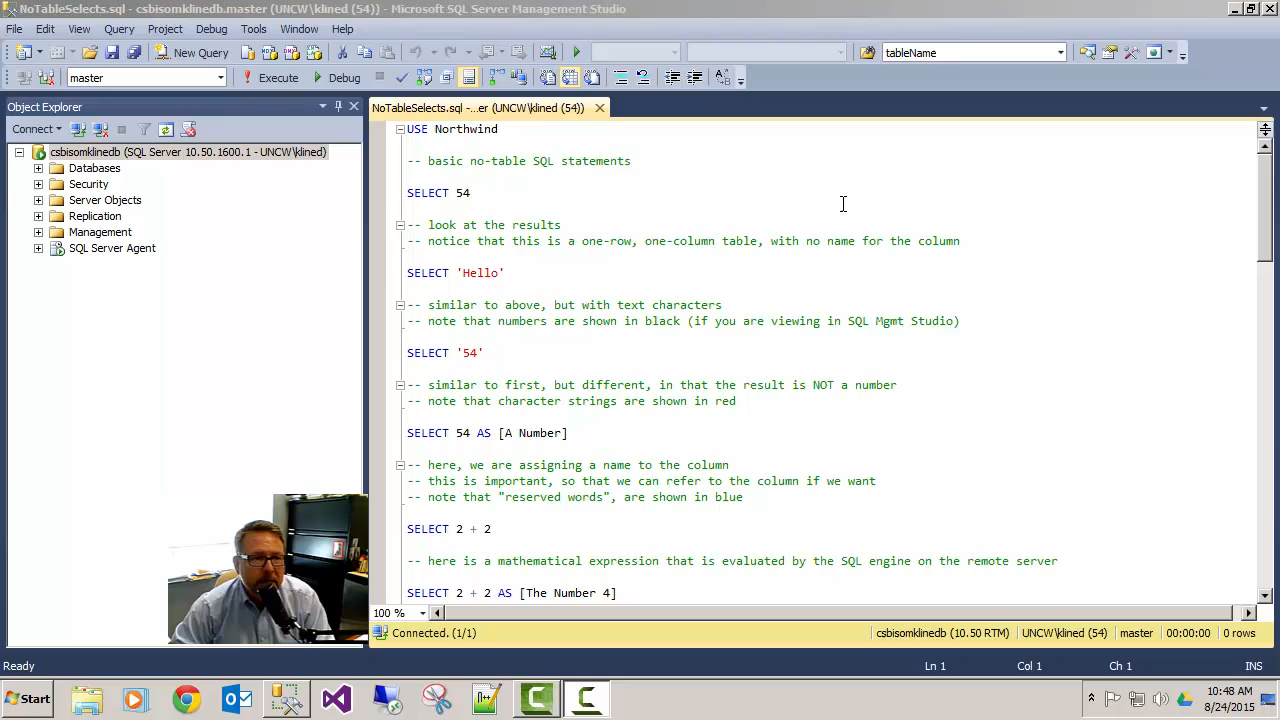 NoTableSelects.sql - csbisomklinedb.master (UNCW\klined (54)) - Microsoft SQL Server Management Studio
File Edit View Query Project Debug Tools Window Help
New Query tableName
master Execute Debug
Object Explorer
NoTableSelects.sql -...er (UNCW\klined (54))
Connect
csbisomklinedb (SQL Server 10.50.1600.1 - UNCW\klined)
Databases
Security
Server Objects
Replication
Management
SQL Server Agent
USE Northwind
-- basic no-table SQL statements
SELECT 54
-- look at the results
-- notice that this is a one-row, one-column table, with no name for the column
SELECT 'Hello'
-- similar to above, but with text characters
-- note that numbers are shown in black (if you are viewing in SQL Mgmt Studio)
SELECT '54'
-- similar to first, but different, in that the result is NOT a number
-- note that character strings are shown in red
SELECT 54 AS [A Number]
-- here, we are assigning a name to the column
-- this is important, so that we can refer to the column if we want
-- note that "reserved words", are shown in blue
SELECT 2 + 2
-- here is a mathematical expression that is evaluated by the SQL engine on the remote server
SELECT 2 + 2 AS [The Number 4]
100 %
Connected. (1/1) csbisomklinedb (10.50 RTM) UNCW\klined (54) master 00:00:00 0 rows
Ready Ln 1 Col 1 Ch 1 INS
Start 10:48 AM
8/24/2015